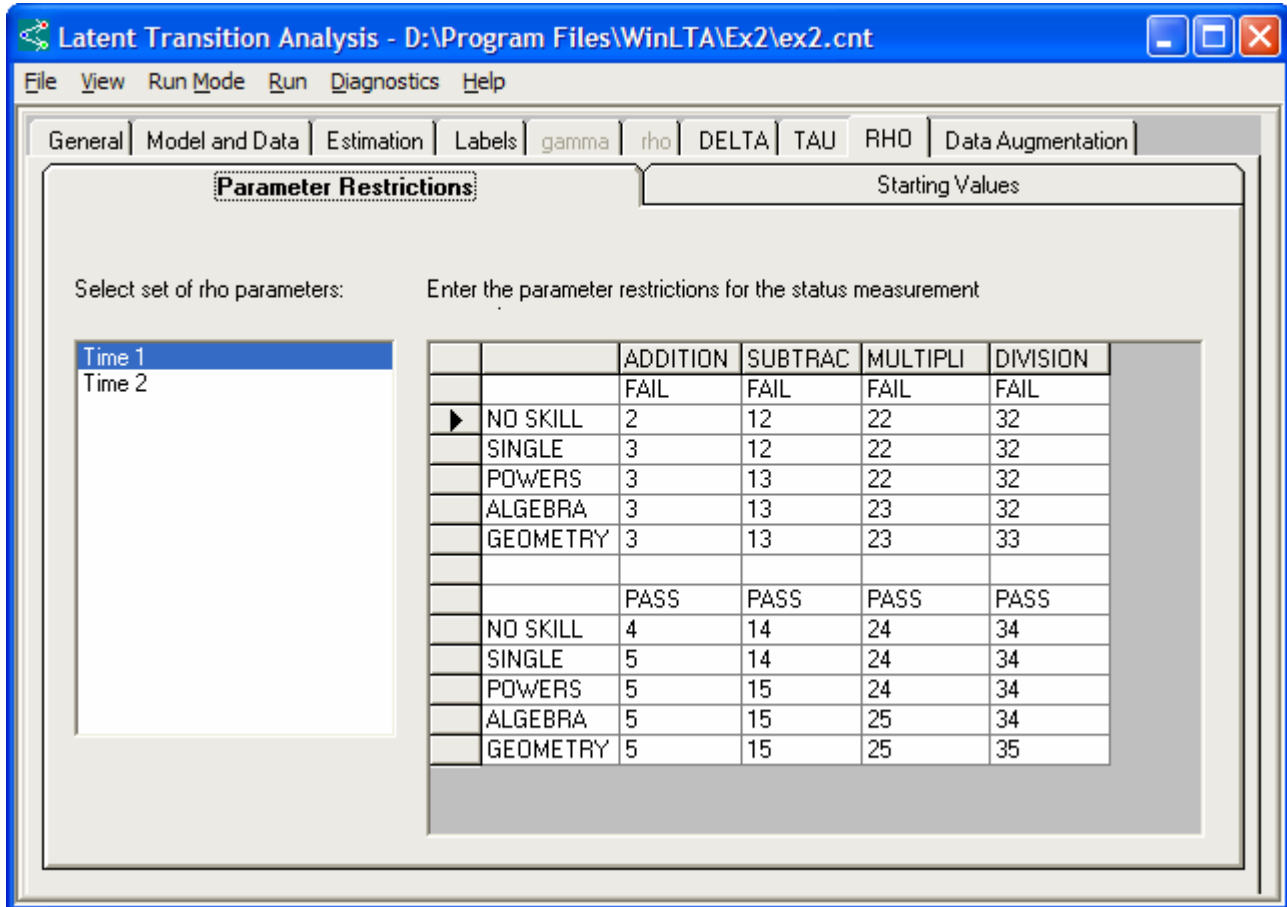 Latent Transition Analysis - D:\Program Files\WinLTA\Ex2\ex2.cnt
File View Run Mode Run Diagnostics Help
General Model and Data Estimation Labels gamma rho DELTA TAU RHO Data Augmentation
Parameter Restrictions Starting Values
Select set of rho parameters: Enter the parameter restrictions for the status measurement
Time 1
Time 2
ADDITION SUBTRAC MULTIPLI DIVISION
FAIL FAIL FAIL FAIL
NO SKILL 2 12 22 32
SINGLE 3 12 22 32
POWERS 3 13 22 32
ALGEBRA 3 13 23 32
GEOMETRY 3 13 23 33
PASS PASS PASS PASS
NO SKILL 4 14 24 34
SINGLE 5 14 24 34
POWERS 5 15 24 34
ALGEBRA 5 15 25 34
GEOMETRY 5 15 25 35